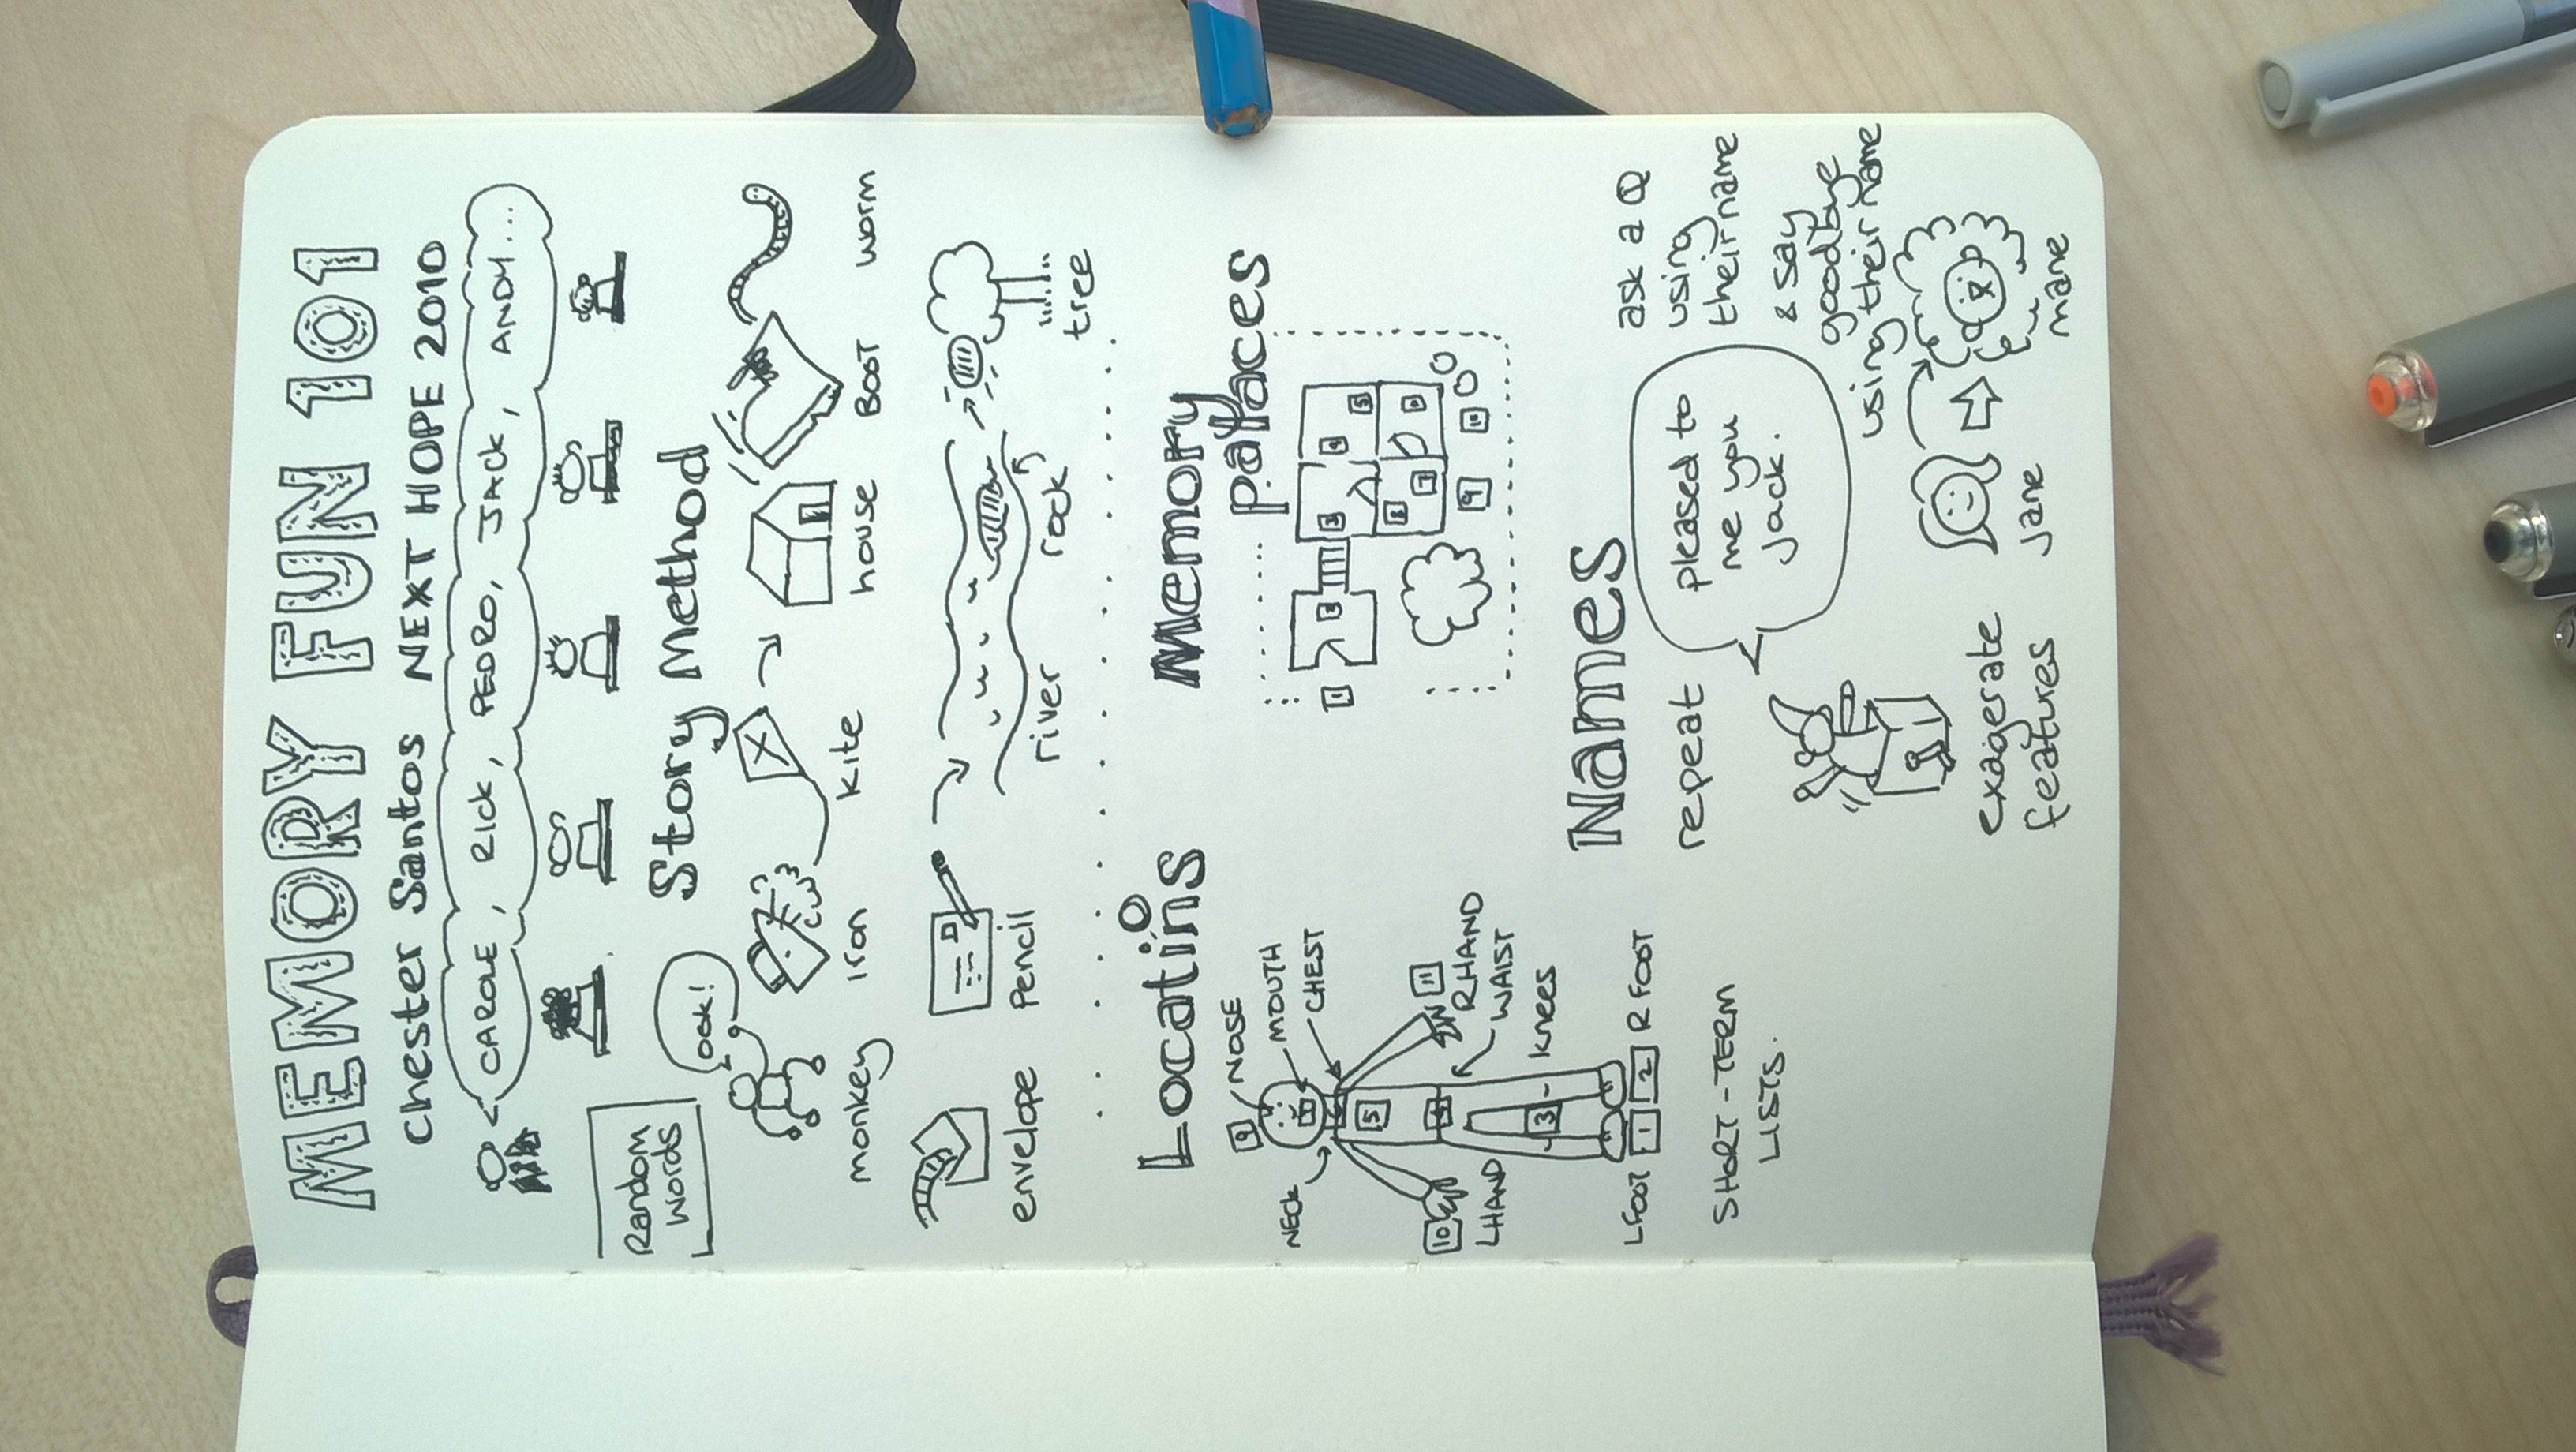 MEMORY FUN 101
Chester Santos NEXT HOPE 2010
CAROLE, RICK, PEDRO, JACK, ANDY...
Random
Words
ook!
Story Method
monkey iron kite house BOOT worm
envelope pencil river rock tree
Locatins
o
9 NOSE
NECK MOUTH
CHEST
5
10 11
LHAND RHAND
4 WAIST
3 knees
LFOOT 1 2 R FOOT
SHORT-TERM
LISTS.
Memory
palaces
1 2 3 4
5
8
7 6
9 10
Names
repeat
pleased to
me you
Jack.
ask a Q
using
their name
& say
goodbye
using their name
exagerate
features
Jane
mane